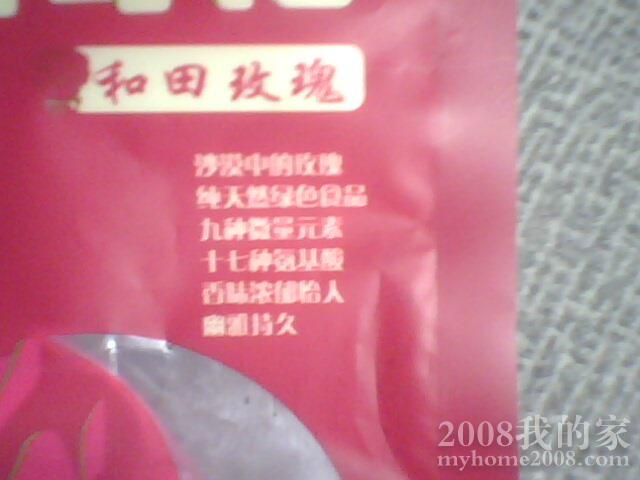 和田玫瑰
沙漠中的玫瑰
纯天然绿色食品
九种微量元素
十七种氨基酸
香味浓郁怡人
幽雅持久
2008我的家
myhome2008.com